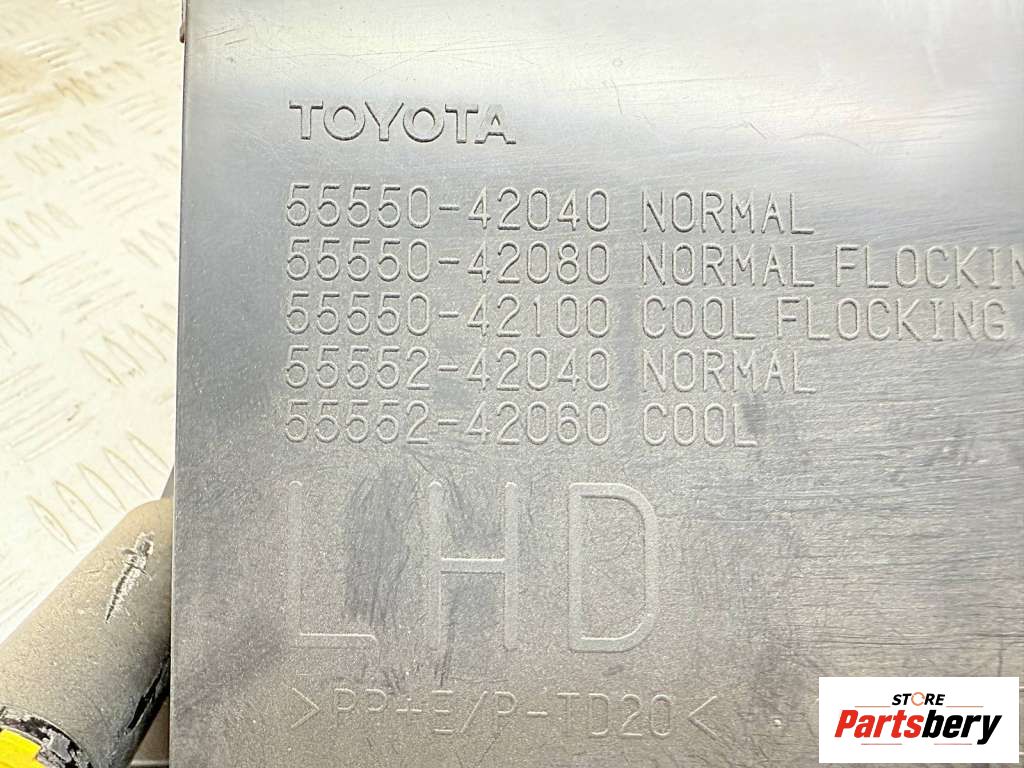 TOYOTA
55550-42040 NORMAL
55550-42080 NORMAL FLOCKIN
55550-42100 COOL FLOCKING
55552-42040 NORMAL
55552-42060 COOL
LHD
>PP+E/P-TD20<
STORE
Partsbery